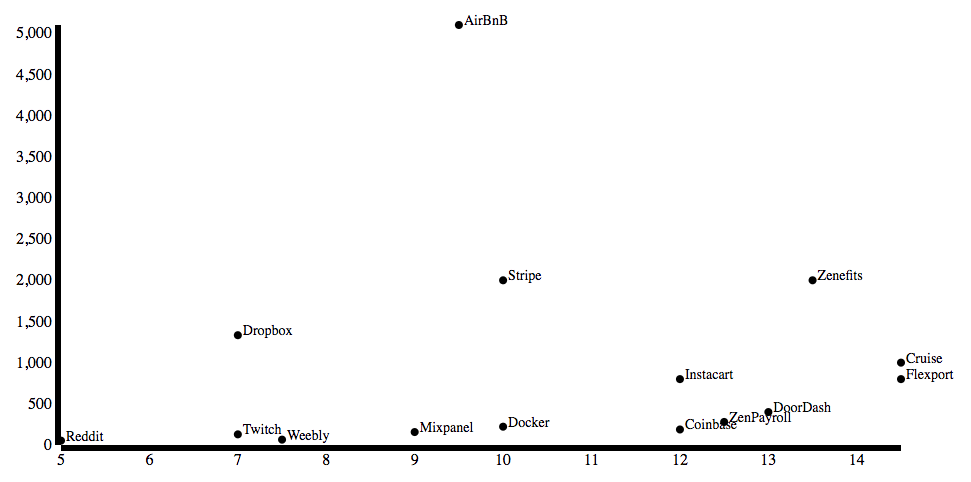 AirBnB
5,000
4,500
4,000
3,500
3,000
2,500
2,000
Stripe
Zenefits
1,500
Dropbox
1,000
Cruise
Instacart
Flexport
500
DoorDash
ZenPayroll
Docker
Coinbase
Mixpanel
Twitch
Weebly
Reddit
0
5 6 7 8 9 10 11 12 13 14